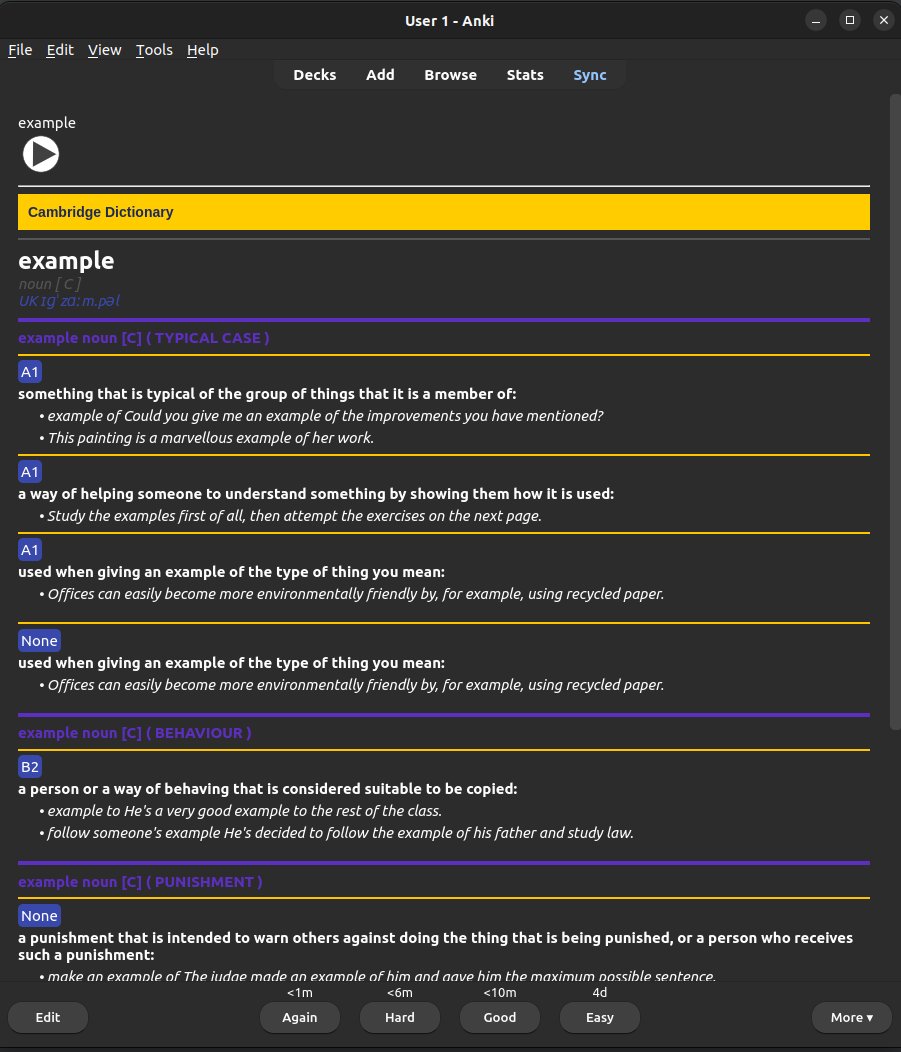 User 1 - Anki
File Edit View Tools Help
Decks Add Browse Stats Sync
example
Cambridge Dictionary
example
noun [ C ]
UK ɪɡˈzɑːm.pəl
example noun [C] ( TYPICAL CASE )
A1
something that is typical of the group of things that it is a member of:
• example of Could you give me an example of the improvements you have mentioned?
• This painting is a marvellous example of her work.
A1
a way of helping someone to understand something by showing them how it is used:
• Study the examples first of all, then attempt the exercises on the next page.
A1
used when giving an example of the type of thing you mean:
• Offices can easily become more environmentally friendly by, for example, using recycled paper.
None
used when giving an example of the type of thing you mean:
• Offices can easily become more environmentally friendly by, for example, using recycled paper.
example noun [C] ( BEHAVIOUR )
B2
a person or a way of behaving that is considered suitable to be copied:
• example to He's a very good example to the rest of the class.
• follow someone's example He's decided to follow the example of his father and study law.
example noun [C] ( PUNISHMENT )
None
a punishment that is intended to warn others against doing the thing that is being punished, or a person who receives
such a punishment:
• make an example of The judge made an example of him and gave him the maximum possible sentence.
<1m <6m <10m 4d
Edit Again Hard Good Easy More ▾